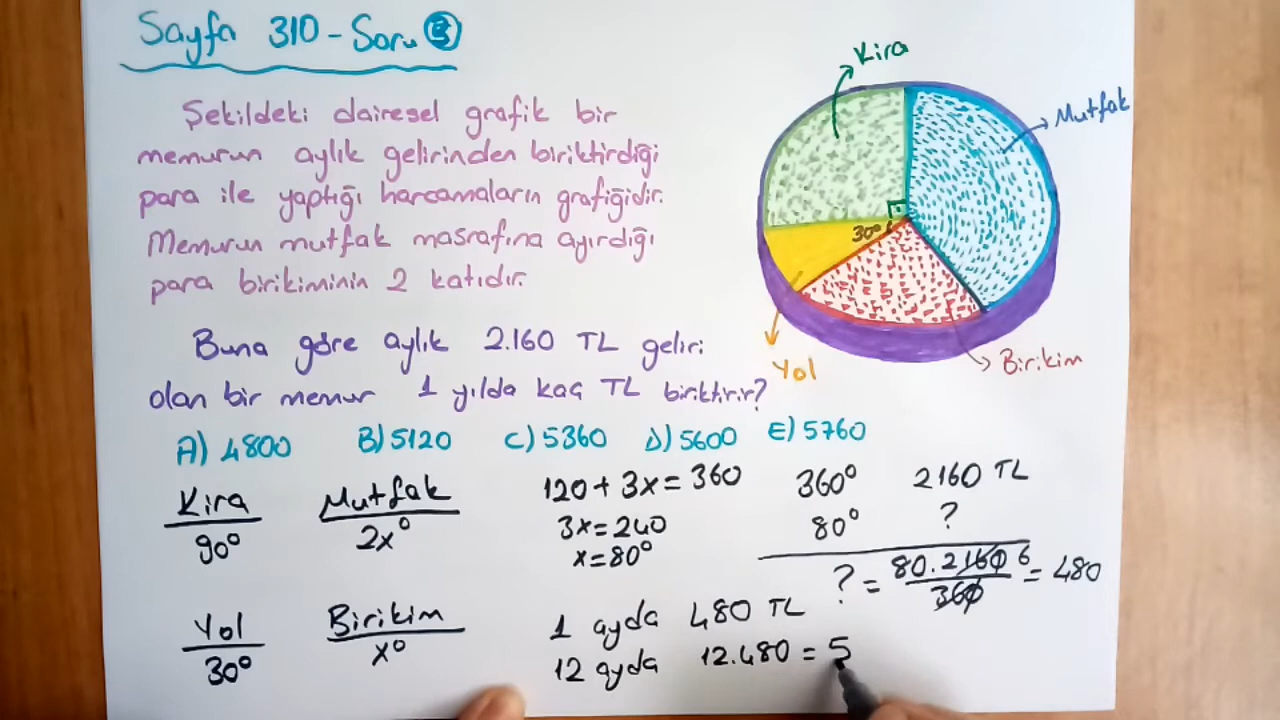 Sayfa 310 - Soru 3
Şekildeki dairesel grafik bir
memurun aylık gelirinden biriktirdiği
para ile yaptığı harcamaların grafiğidir.
Memurun mutfak masrafına ayırdığı
para birikiminin 2 katıdır.
Buna göre aylık 2.160 TL geliri
olan bir memur 1 yılda kaç TL biriktirir?
Kira
Mutfak
30°
Yol
Birikim
A) 4800 B) 5120 C) 5360 D) 5600 E) 5760
Kira
90°
Mutfak
2x°
Yol
30°
Birikim
x°
120 + 3x = 360
3x = 240
x = 80°
1 ayda 480 TL
12 ayda 12.480 = 5
360° 2160 TL
80° ?
? = 80.2160 6 = 480
360